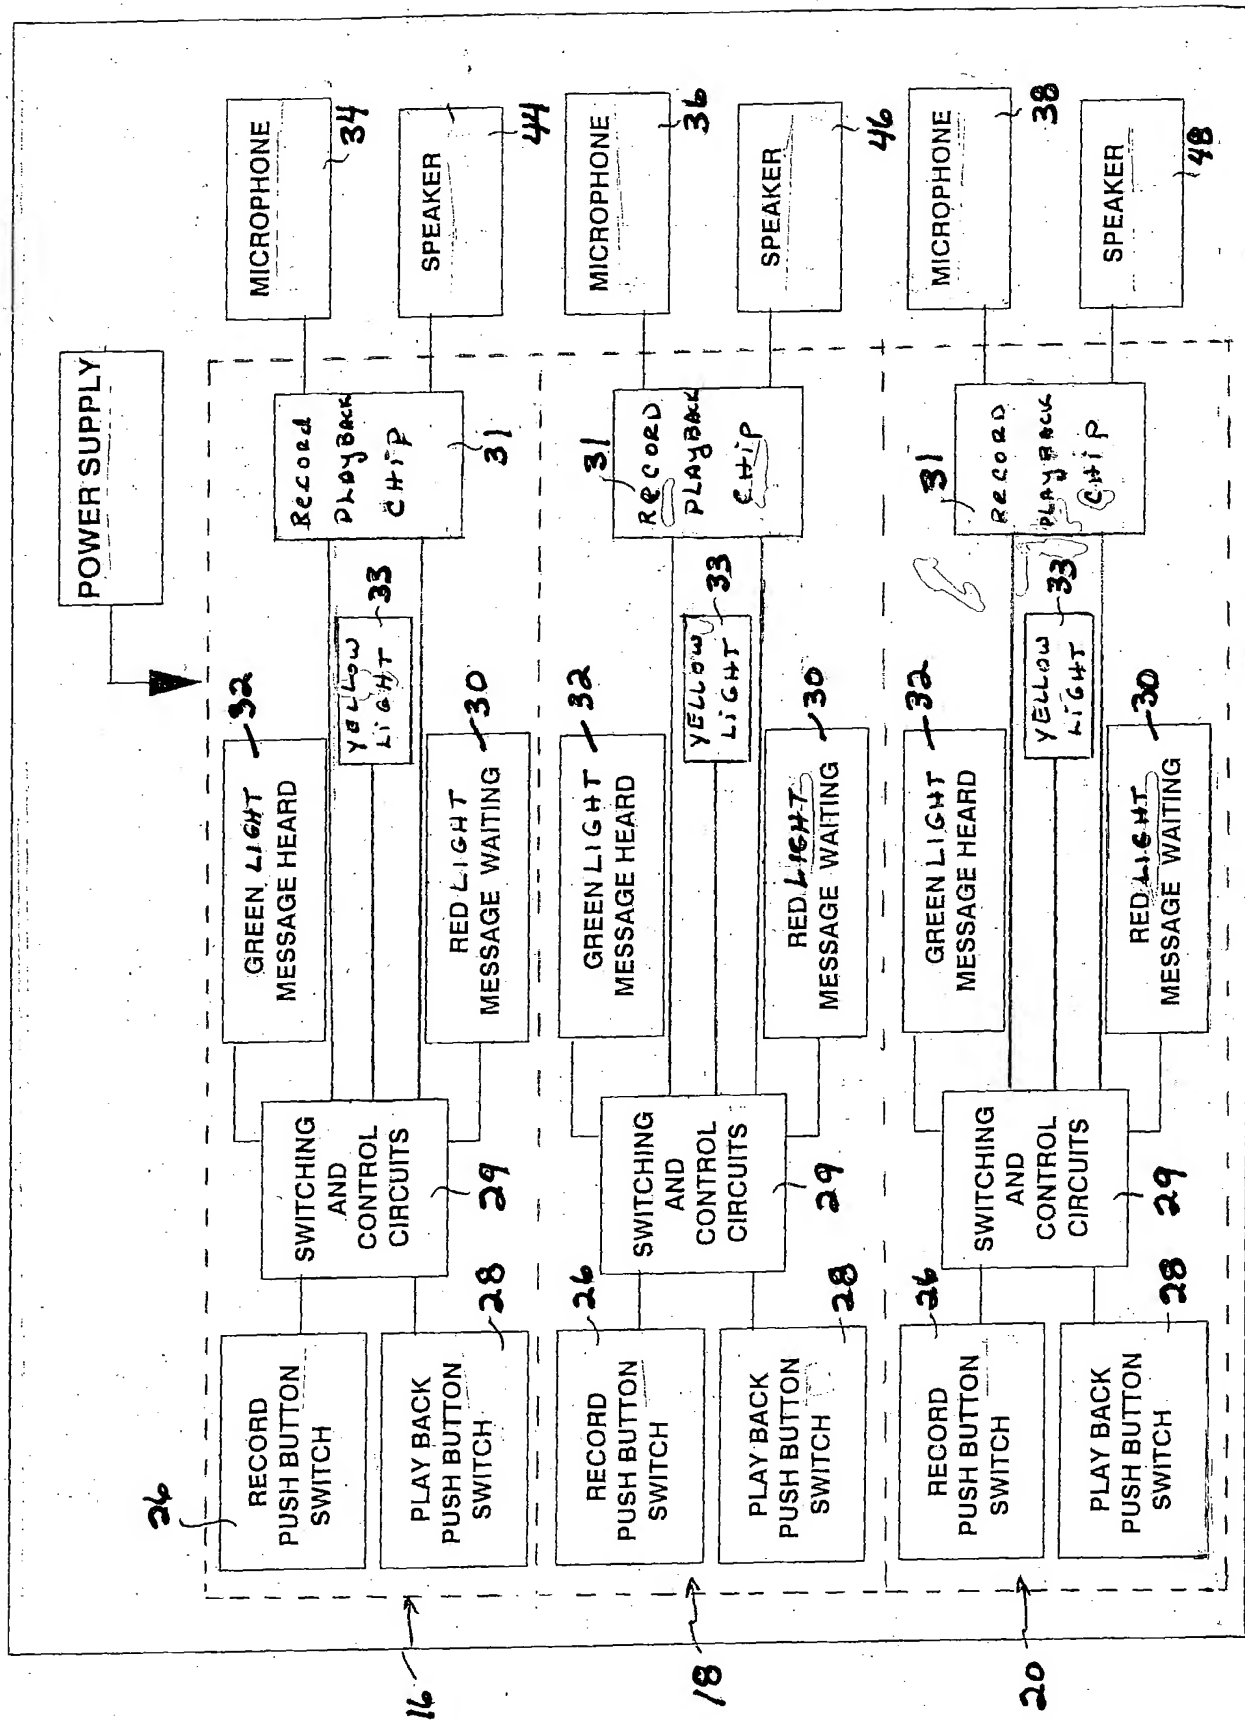 POWER SUPPLY
26
RECORD
PUSH BUTTON
SWITCH
PLAY BACK
PUSH BUTTON
SWITCH
28
SWITCHING
AND
CONTROL
CIRCUITS
29
GREEN LIGHT
MESSAGE HEARD
32
YELLOW
LIGHT
33
RED LIGHT
MESSAGE WAITING
30
Record
PLAYBACK
CHiP
31
MICROPHONE
34
SPEAKER
44
16
26
RECORD
PUSH BUTTON
SWITCH
PLAY BACK
PUSH BUTTON
SWITCH
28
SWITCHING
AND
CONTROL
CIRCUITS
29
GREEN LIGHT
MESSAGE HEARD
32
YELLOW
LIGHT
33
RED LIGHT
MESSAGE WAITING
30
31
RECORD
PLAYBACK
CHiP
MICROPHONE
36
SPEAKER
46
18
26
RECORD
PUSH BUTTON
SWITCH
PLAY BACK
PUSH BUTTON
SWITCH
28
SWITCHING
AND
CONTROL
CIRCUITS
29
GREEN LIGHT
MESSAGE HEARD
32
YELLOW
LIGHT
33
RED LIGHT
MESSAGE WAITING
30
31
RECORD
PLAYBACK
CHiP
MICROPHONE
38
SPEAKER
48
20